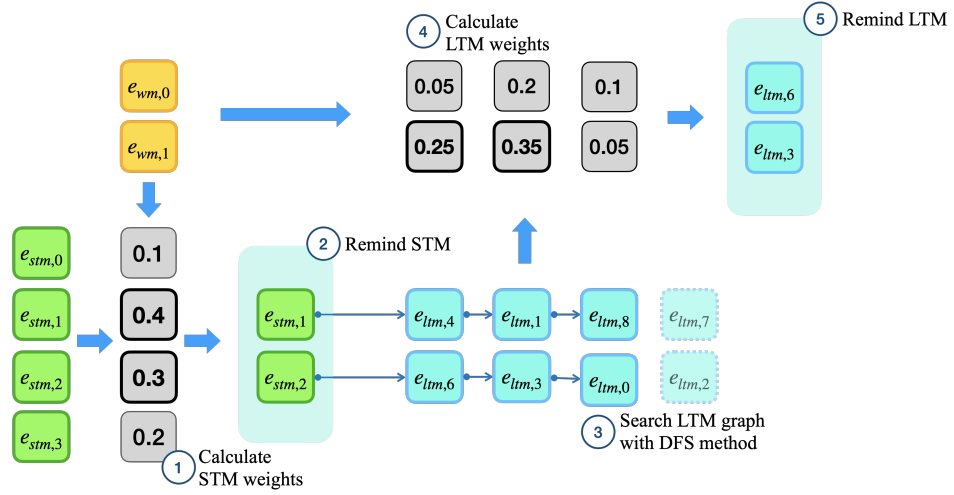 4
Calculate
LTM weights
5
Remind LTM
e_wm,0
0.05
0.2
0.1
e_ltm,6
e_wm,1
0.25
0.35
0.05
e_ltm,3
e_stm,0
0.1
2
Remind STM
e_stm,1
0.4
e_stm,1
e_ltm,4
e_ltm,1
e_ltm,8
e_ltm,7
e_stm,2
0.3
e_stm,2
e_ltm,6
e_ltm,3
e_ltm,0
e_ltm,2
e_stm,3
0.2
3
Search LTM graph
with DFS method
1
Calculate
STM weights